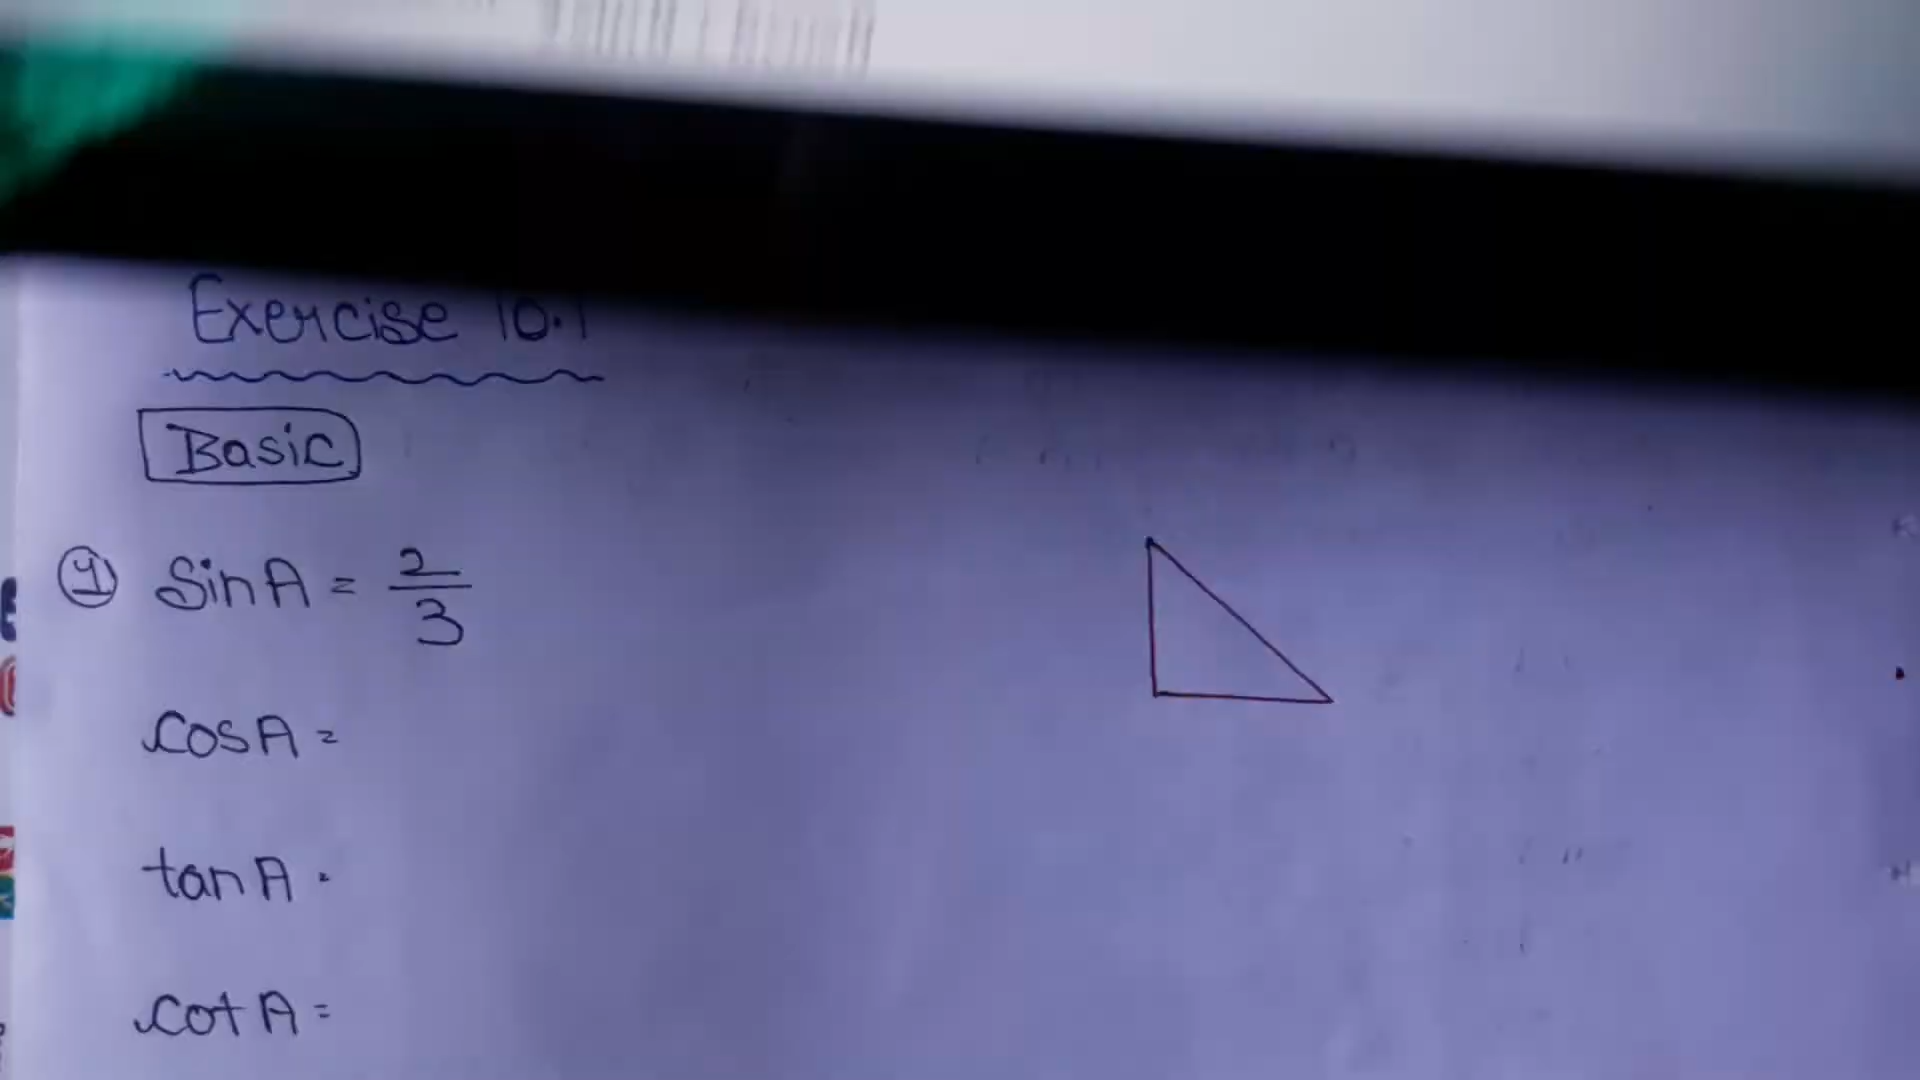 Exercise 10.1
Basic
1 Sin A = 2/3
cos A =
tan A
cot A =